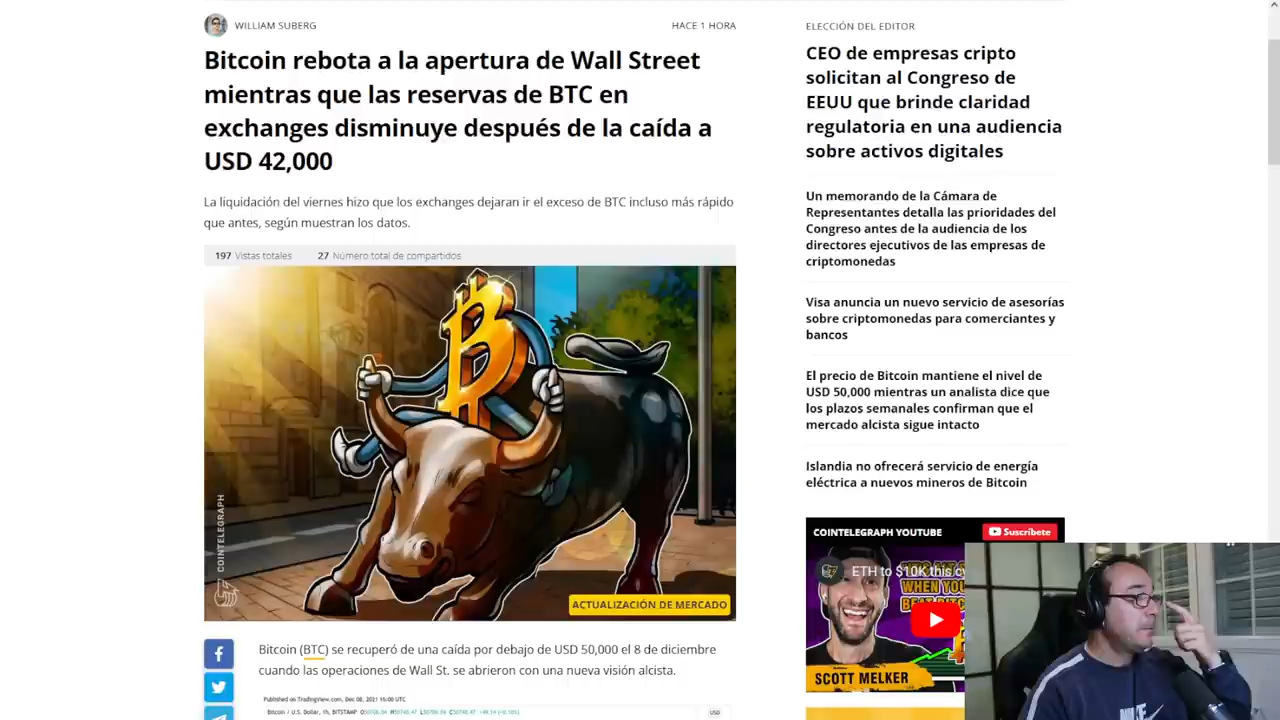 WILLIAM SUBERG
HACE 1 HORA
Bitcoin rebota a la apertura de Wall Street
mientras que las reservas de BTC en
exchanges disminuye después de la caída a
USD 42,000
La liquidación del viernes hizo que los exchanges dejaran ir el exceso de BTC incluso más rápido
que antes, según muestran los datos.
197 Vistas totales
27 Número total de compartidos
COINTELEGRAPH
ACTUALIZACIÓN DE MERCADO
Bitcoin (BTC) se recuperó de una caída por debajo de USD 50,000 el 8 de diciembre
cuando las operaciones de Wall St. se abrieron con una nueva visión alcista.
Published on TradingView.com, Dec 08, 2021 16:00 UTC
Bitcoin / U.S. Dollar, 1h, BITSTAMP
USD
ELECCIÓN DEL EDITOR
CEO de empresas cripto
solicitan al Congreso de
EEUU que brinde claridad
regulatoria en una audiencia
sobre activos digitales
Un memorando de la Cámara de
Representantes detalla las prioridades del
Congreso antes de la audiencia de los
directores ejecutivos de las empresas de
criptomonedas
Visa anuncia un nuevo servicio de asesorías
sobre criptomonedas para comerciantes y
bancos
El precio de Bitcoin mantiene el nivel de
USD 50,000 mientras un analista dice que
los plazos semanales confirman que el
mercado alcista sigue intacto
Islandia no ofrecerá servicio de energía
eléctrica a nuevos mineros de Bitcoin
COINTELEGRAPH YOUTUBE
Suscríbete
ETH to $10K this cy
WHEN YOU
SCOTT MELKER